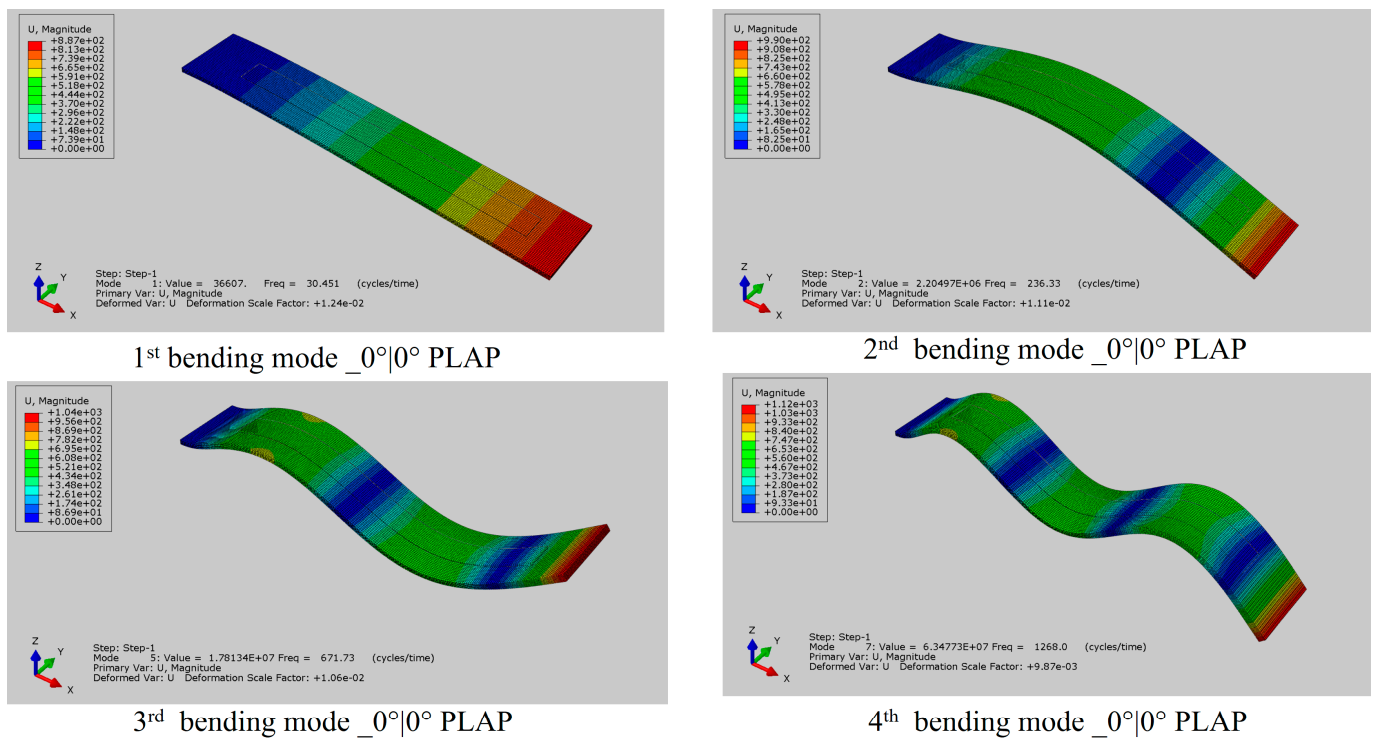 U, Magnitude
+8.87e+02
+8.13e+02
+7.39e+02
+6.65e+02
+5.91e+02
+5.18e+02
+4.44e+02
+3.70e+02
+2.96e+02
+2.22e+02
+1.48e+02
+7.39e+01
+0.00e+00
Z
Y
X
Step: Step-1
Mode 1: Value = 36607. Freq = 30.451 (cycles/time)
Primary Var: U, Magnitude
Deformed Var: U Deformation Scale Factor: +1.24e-02
1st bending mode _0°|0° PLAP
U, Magnitude
+9.90e+02
+9.08e+02
+8.25e+02
+7.43e+02
+6.60e+02
+5.78e+02
+4.95e+02
+4.13e+02
+3.30e+02
+2.48e+02
+1.65e+02
+8.25e+01
+0.00e+00
Z
Y
X
Step: Step-1
Mode 2: Value = 2.20497E+06 Freq = 236.33 (cycles/time)
Primary Var: U, Magnitude
Deformed Var: U Deformation Scale Factor: +1.11e-02
2nd bending mode _0°|0° PLAP
U, Magnitude
+1.04e+03
+9.56e+02
+8.69e+02
+7.82e+02
+6.95e+02
+6.08e+02
+5.21e+02
+4.34e+02
+3.48e+02
+2.61e+02
+1.74e+02
+8.69e+01
+0.00e+00
Z
Y
X
Step: Step-1
Mode 5: Value = 1.78134E+07 Freq = 671.73 (cycles/time)
Primary Var: U, Magnitude
Deformed Var: U Deformation Scale Factor: +1.06e-02
3rd bending mode _0°|0° PLAP
U, Magnitude
+1.12e+03
+1.03e+03
+9.33e+02
+8.40e+02
+7.47e+02
+6.53e+02
+5.60e+02
+4.67e+02
+3.73e+02
+2.80e+02
+1.87e+02
+9.33e+01
+0.00e+00
Z
Y
X
Step: Step-1
Mode 7: Value = 6.34773E+07 Freq = 1268.0 (cycles/time)
Primary Var: U, Magnitude
Deformed Var: U Deformation Scale Factor: +9.87e-03
4th bending mode _0°|0° PLAP